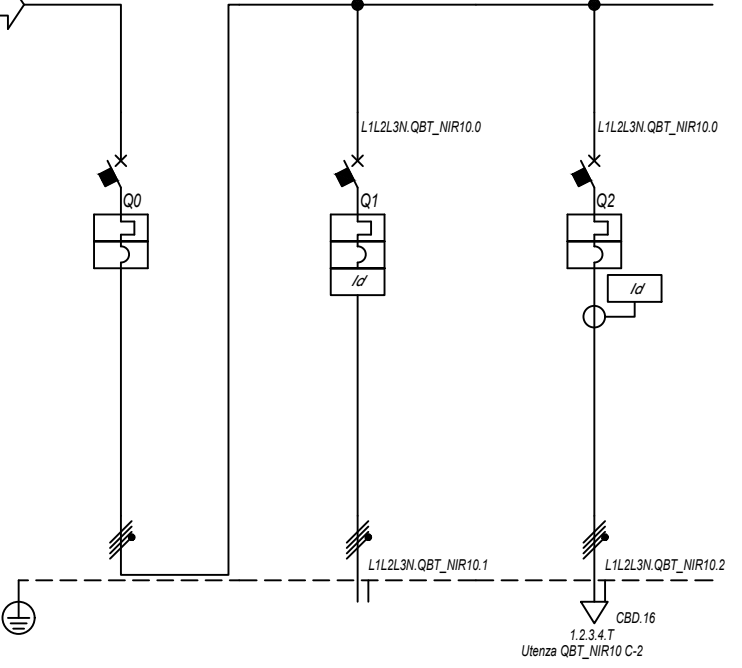 L1L2L3N.QBT_NIR10.0
L1L2L3N.QBT_NIR10.0
Q0
Q1
Q2
Id
Id
L1L2L3N.QBT_NIR10.1
L1L2L3N.QBT_NIR10.2
CBD.16
1.2.3.4.T
Utenza QBT_NIR10 C-2